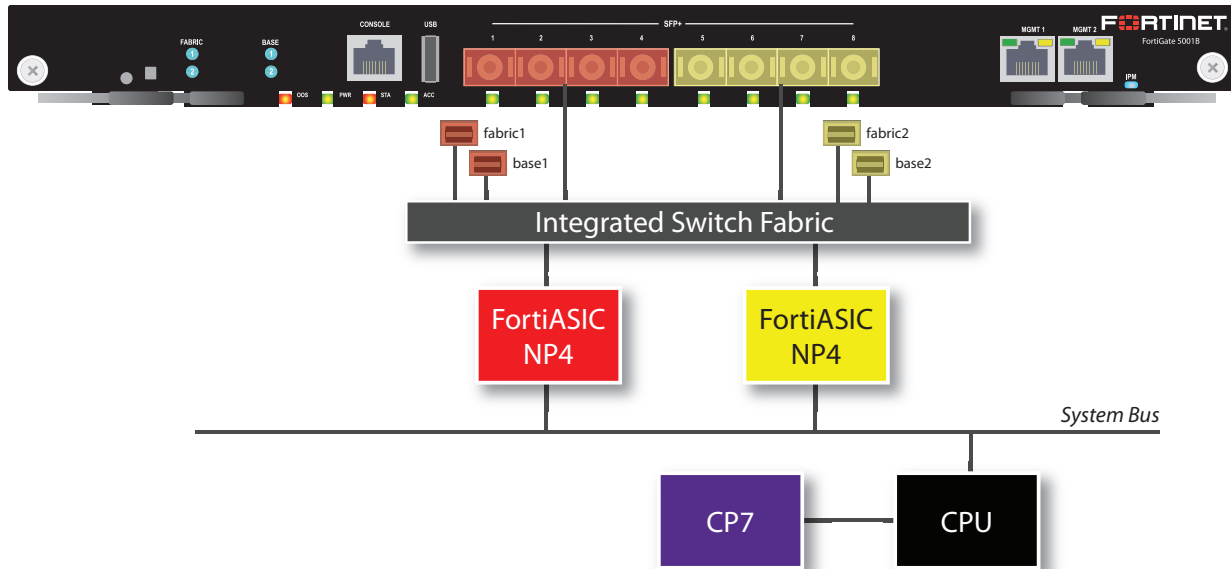 FORTINET
FortiGate 5001B
CONSOLE
USB
SFP+
MGMT 1
MGMT 2
FABRIC
BASE
1
2
1
2
1 2 3 4 5 6 7 8
IPM
OOS
PWR
STA
ACC
fabric1
base1
fabric2
base2
Integrated Switch Fabric
FortiASIC
NP4
FortiASIC
NP4
System Bus
CP7
CPU